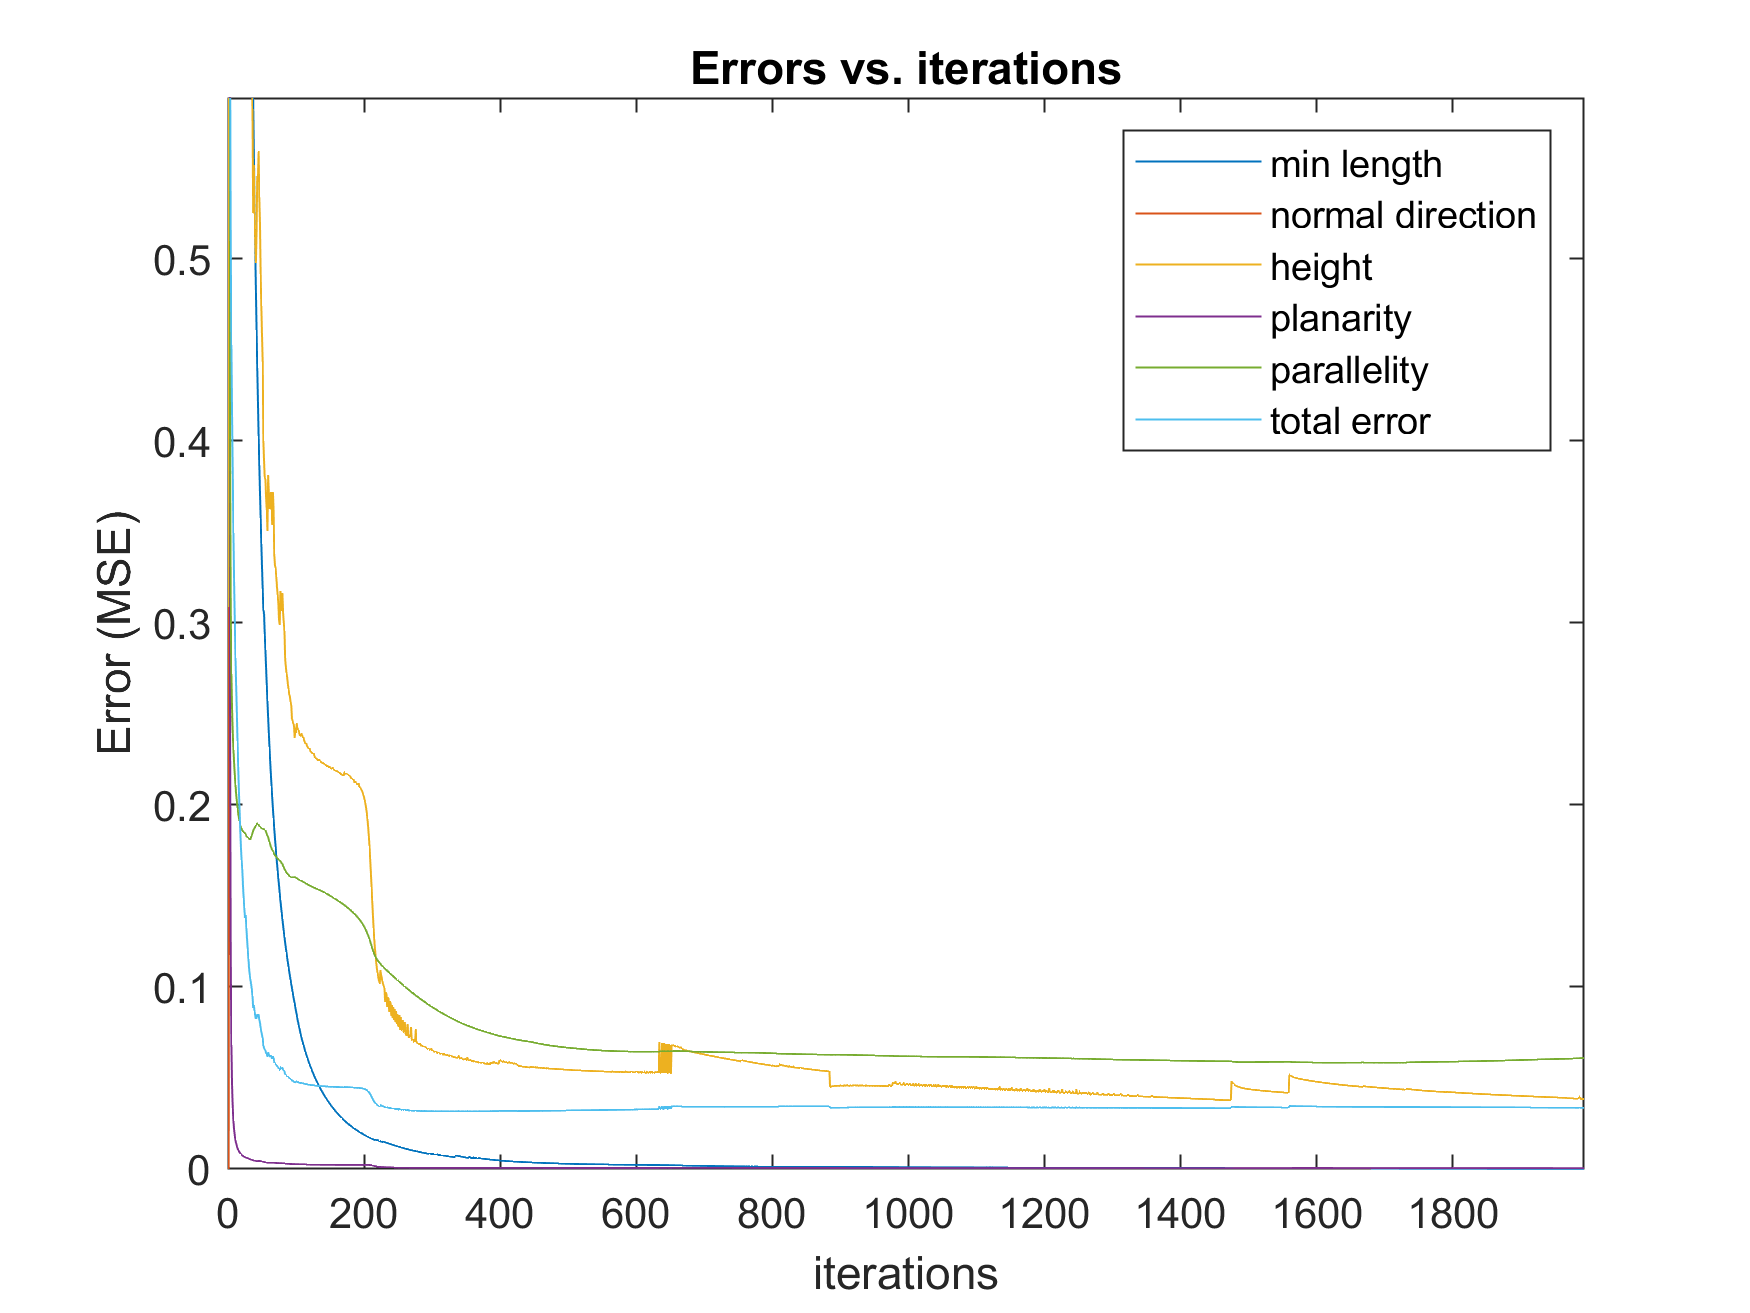 Errors vs. iterations
min length
normal direction
height
planarity
parallelity
total error
Error (MSE)
0.5
0.4
0.3
0.2
0.1
0
0 200 400 600 800 1000 1200 1400 1600 1800
iterations